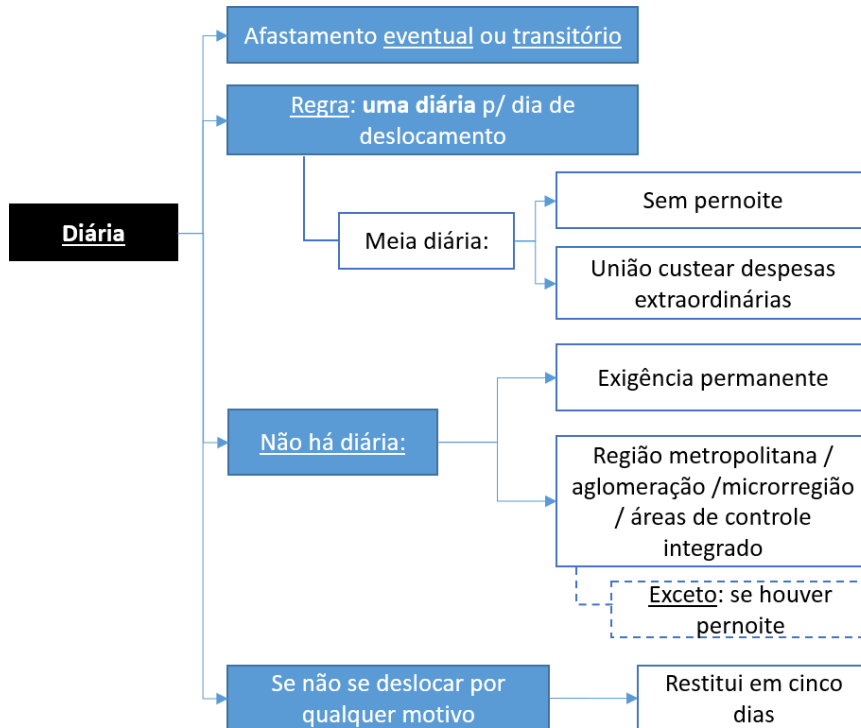 Afastamento eventual ou transitório
Regra: uma diária p/ dia de
deslocamento
Sem pernoite
Diária
Meia diária:
União custear despesas
extraordinárias
Exigência permanente
Não há diária:
Região metropolitana /
aglomeração /microrregião
/ áreas de controle
integrado
Exceto: se houver
pernoite
Se não se deslocar por
qualquer motivo
Restitui em cinco
dias